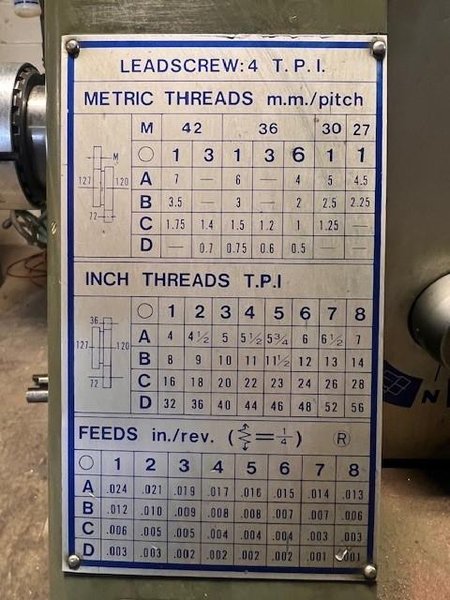 LEADSCREW: 4 T.P.I.
METRIC THREADS m.m./pitch
M 42 36 30 27
○ 1 3 1 3 6 1 1
A 7 — 6 — 4 5 4.5
B 3.5 — 3 — 2 2.5 2.25
C 1.75 1.4 1.5 1.2 1 1.25 —
D — 0.7 0.75 0.6 0.5 — —
M
127 120
72
INCH THREADS T.P.I
○ 1 2 3 4 5 6 7 8
A 4 4½ 5 5½ 5¾ 6 6½ 7
B 8 9 10 11 11½ 12 13 14
C 16 18 20 22 23 24 26 28
D 32 36 40 44 46 48 52 56
36
127 120
72
FEEDS in./rev. ( = ¼ ) Ⓡ
○ 1 2 3 4 5 6 7 8
A .024 .021 .019 .017 .016 .015 .014 .013
B .012 .010 .009 .008 .008 .007 .007 .006
C .006 .005 .005 .004 .004 .004 .003 .003
D .003 .003 .002 .002 .002 .002 .001 .001
N